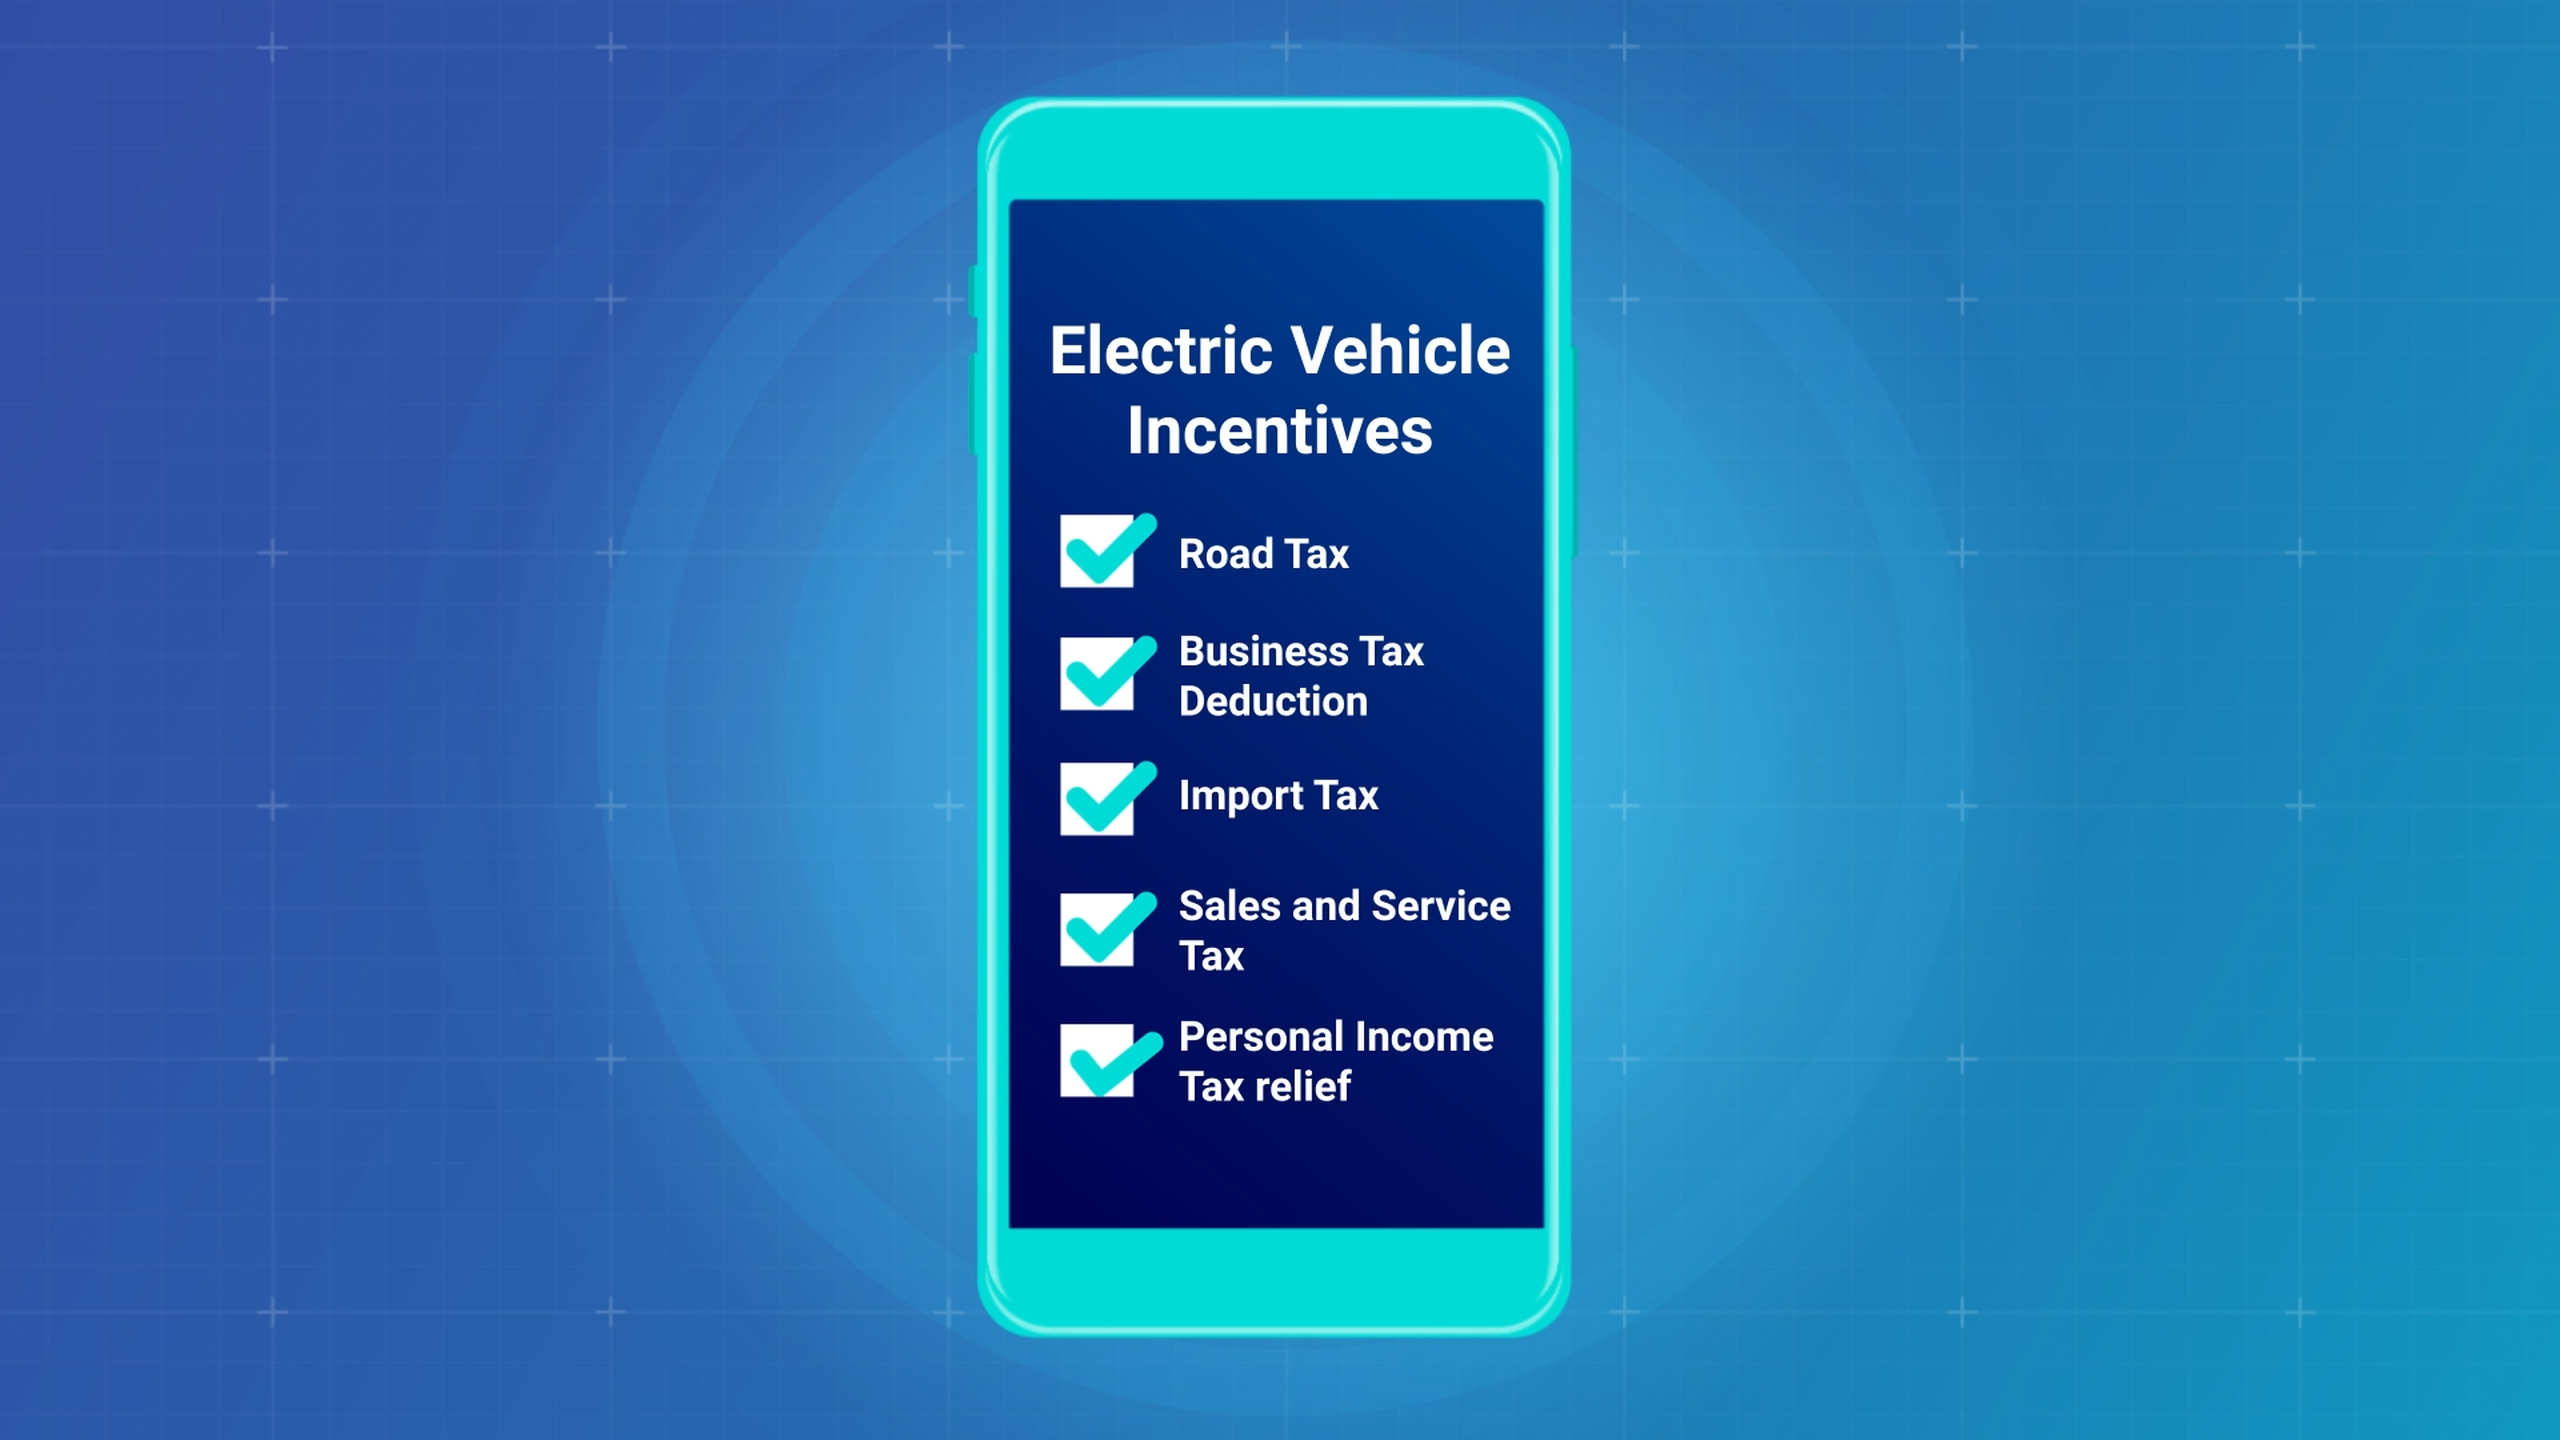 Electric Vehicle
Incentives
Road Tax
Business Tax
Deduction
Import Tax
Sales and Service
Tax
Personal Income
Tax relief